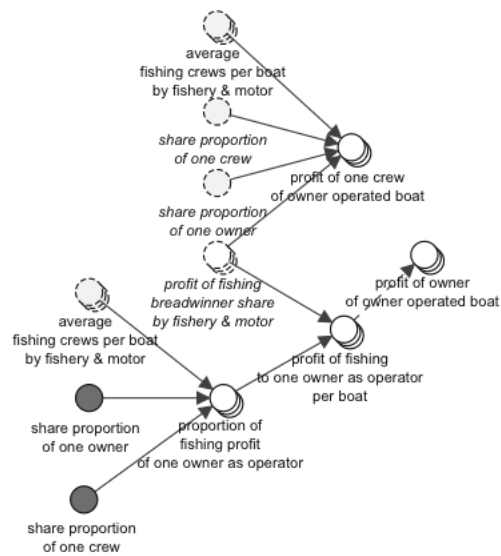 average
fishing crews per boat
by fishery & motor
share proportion
of one crew
profit of one crew
of owner operated boat
share proportion
of one owner
profit of fishing
breadwinner share
by fishery & motor
profit of owner
of owner operated boat
average
fishing crews per boat
by fishery & motor
profit of fishing
to one owner as operator
per boat
share proportion
of one owner
proportion of
fishing profit
of one owner as operator
share proportion
of one crew